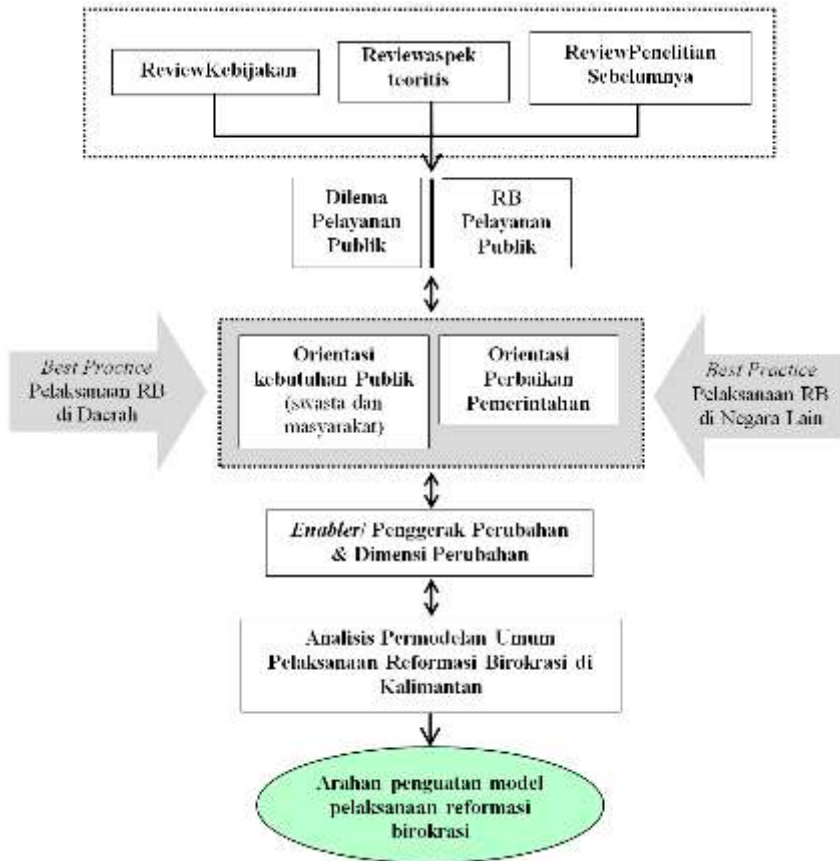 ReviewKebijakan
Reviewaspek
teoritis
ReviewPenelitian
Sebelumnya
Dilema
Pelayanan
Publik
RB
Pelayanan
Publik
Best Practice
Pelaksanaan RB
di Daerah
Orientasi
kebutuhan Publik
(swasta dan
masyarakat)
Orientasi
Perbaikan
Pemerintahan
Best Practice
Pelaksanaan RB
di Negara Lain
Enabler/ Penggerak Perubahan
& Dimensi Perubahan
Analisis Permodelan Umum
Pelaksanaan Reformasi Birokrasi di
Kalimantan
Arahan penguatan model
pelaksanaan reformasi
birokrasi